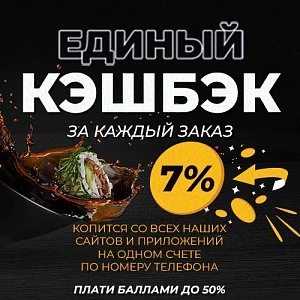 ЕДИНЫЙ
КЭШБЭК
ЗА КАЖДЫЙ ЗАКАЗ
7%
КОПИТСЯ СО ВСЕХ НАШИХ
САЙТОВ И ПРИЛОЖЕНИЙ
НА ОДНОМ СЧЕТЕ
ПО НОМЕРУ ТЕЛЕФОНА
ПЛАТИ БАЛЛАМИ ДО 50%